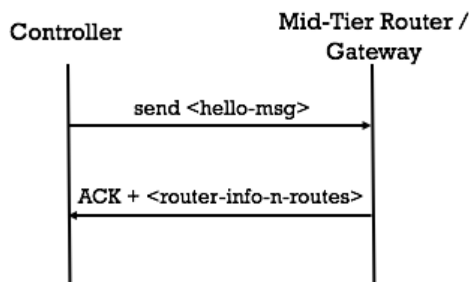 Controller
Mid-Tier Router /
Gateway
send <hello-msg>
ACK + <router-info-n-routes>